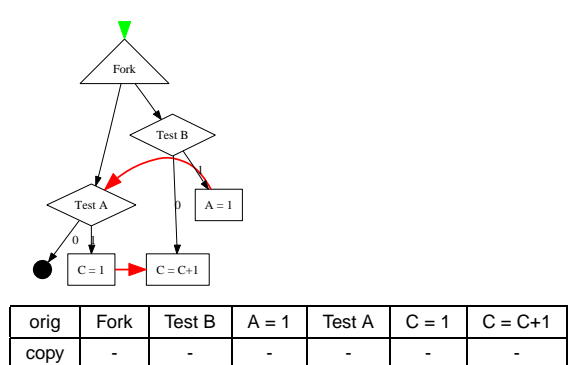 Fork
Test B
1
Test A
0
A = 1
0
1
C = 1
C = C+1
orig Fork Test B A = 1 Test A C = 1 C = C+1
copy - - - - - -